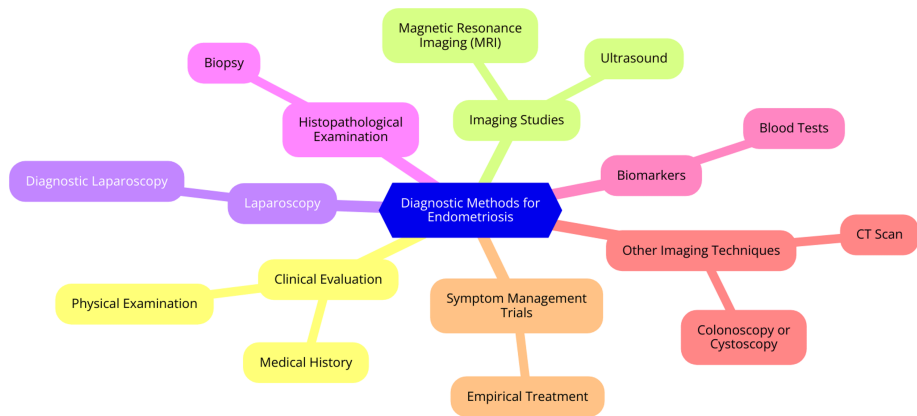 Magnetic Resonance
Imaging (MRI)
Ultrasound
Biopsy
Imaging Studies
Histopathological
Examination
Blood Tests
Biomarkers
Diagnostic Laparoscopy
Laparoscopy
Diagnostic Methods for
Endometriosis
CT Scan
Other Imaging Techniques
Clinical Evaluation
Physical Examination
Symptom Management
Trials
Colonoscopy or
Cystoscopy
Medical History
Empirical Treatment